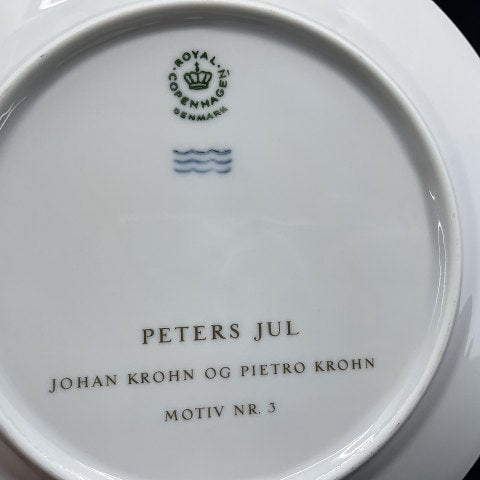 ROYAL
COPENHAGEN
DENMARK
PETERS JUL
JOHAN KROHN OG PIETRO KROHN
MOTIV NR. 3